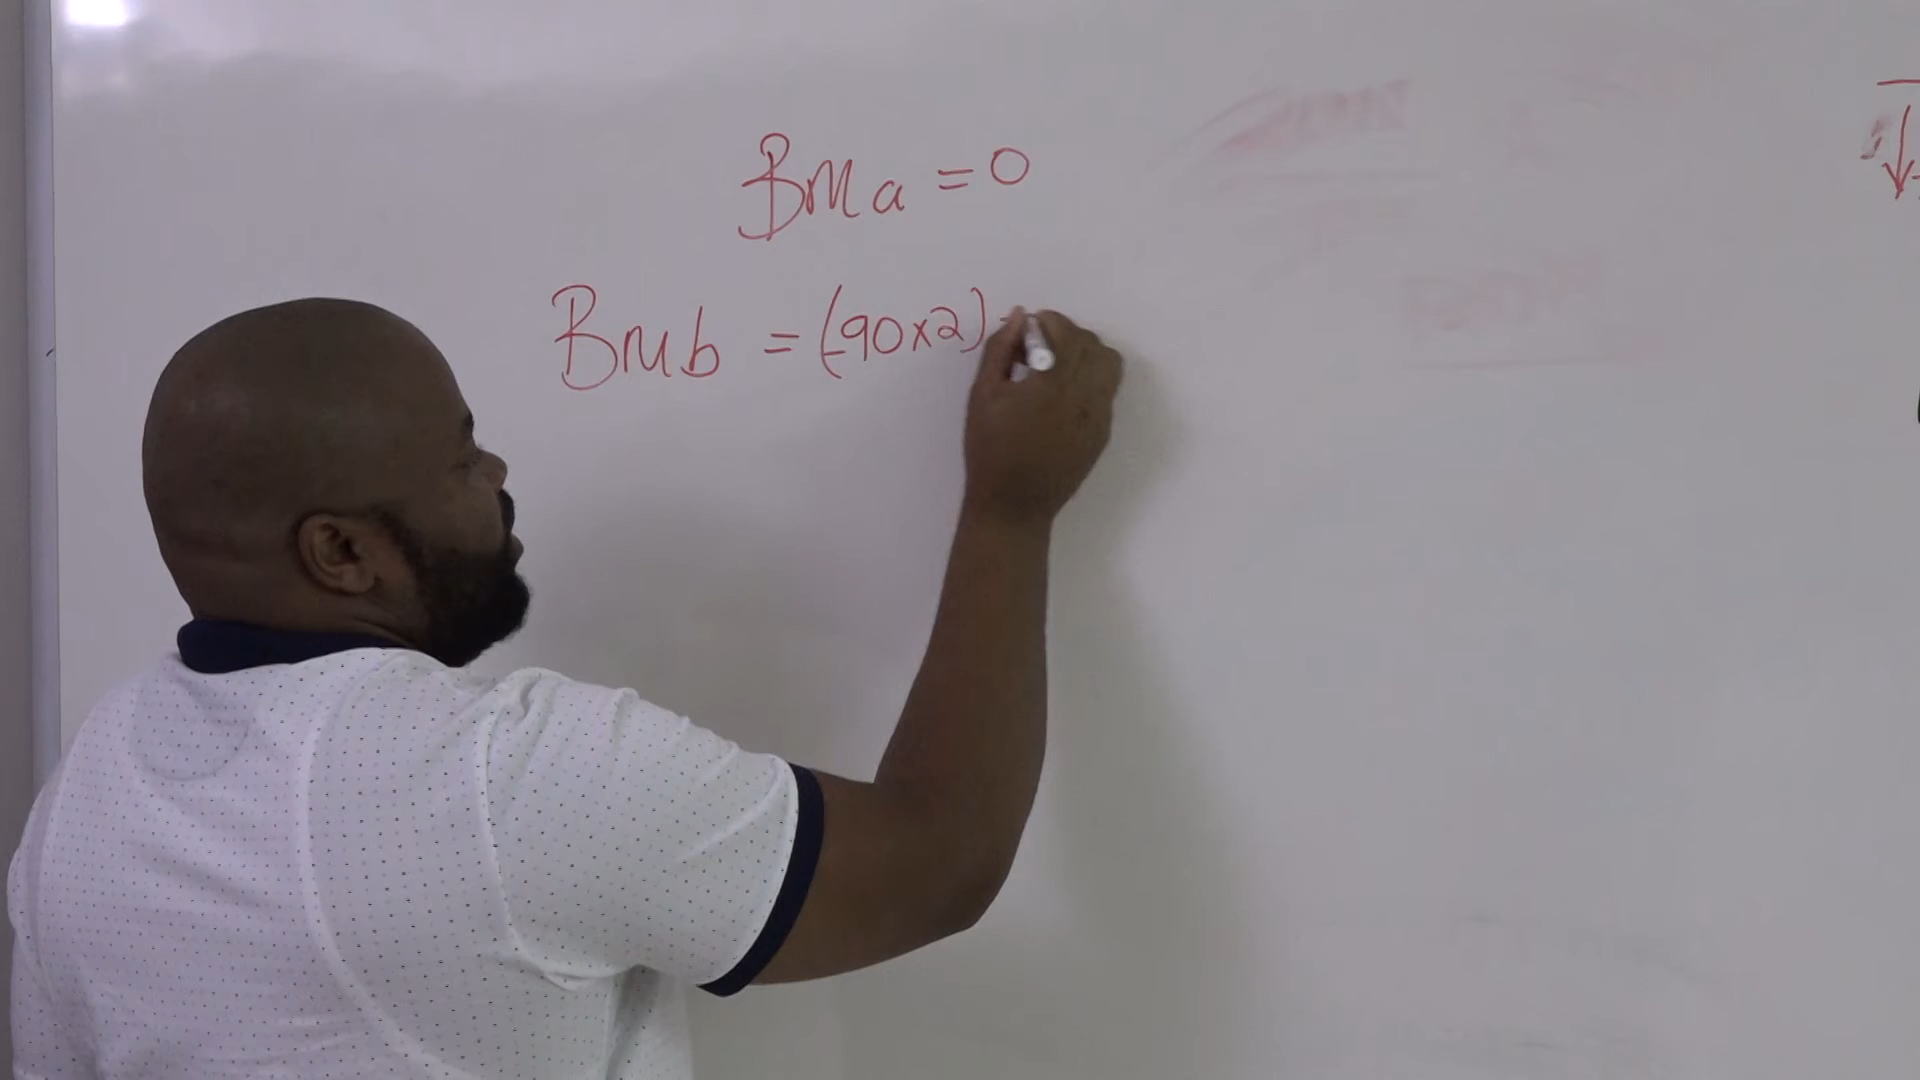 BMa = 0
BMb = (-90x2) =